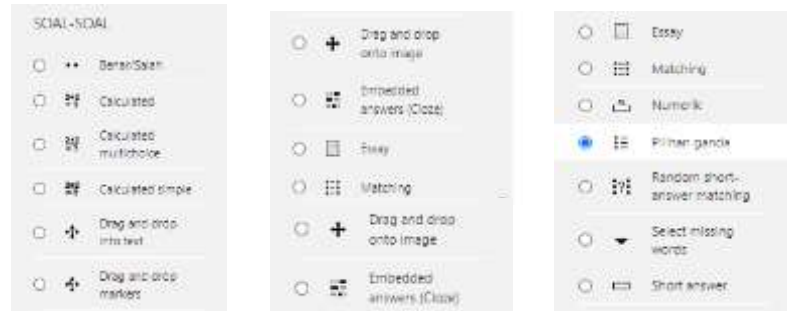 SOAL-SOAL
Benar/Salah
Calculated
Calculated
multichoice
Calculated simple
Drag and drop
into text
Drag and drop
markers
Drag and drop
onto image
Embedded
answers (Cloze)
Essay
Matching
Drag and drop
onto image
Embedded
answers (Cloze)
Essay
Matching
Numerik
Pilihan ganda
Random short-
answer matching
Select missing
words
Short answer